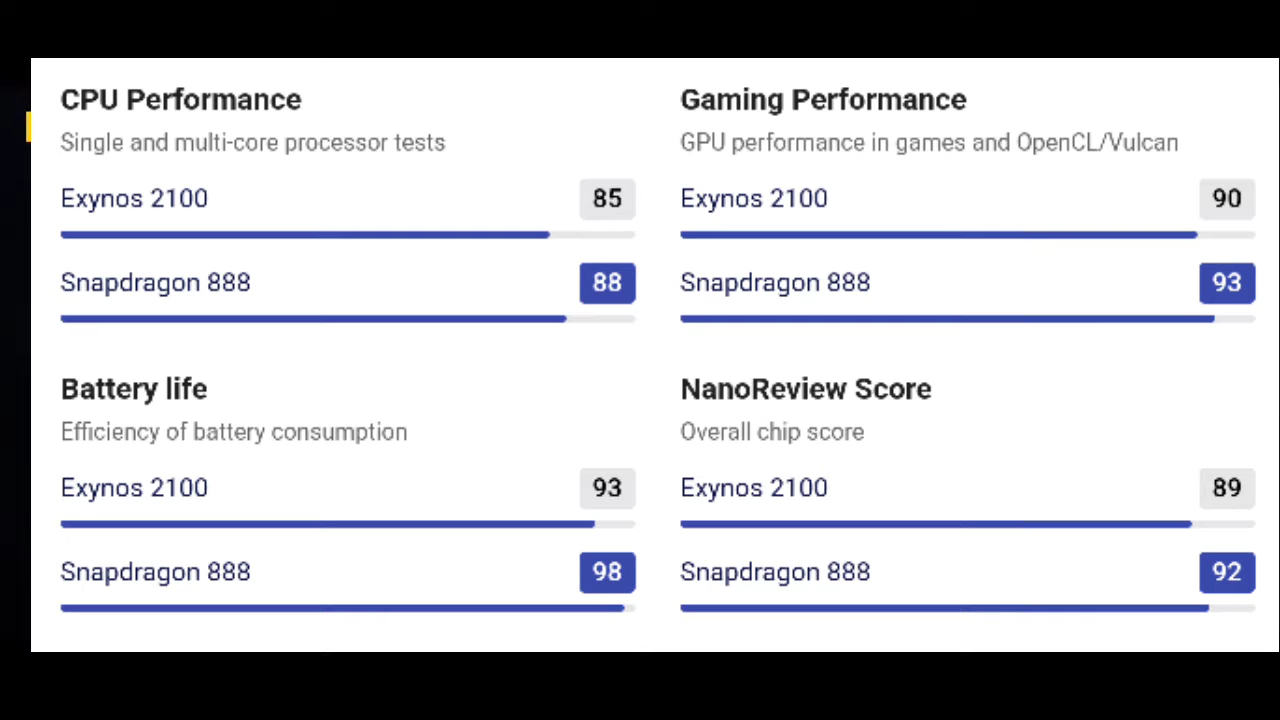 CPU Performance
Single and multi-core processor tests
Exynos 2100
85
Snapdragon 888
88
Gaming Performance
GPU performance in games and OpenCL/Vulcan
Exynos 2100
90
Snapdragon 888
93
Battery life
Efficiency of battery consumption
Exynos 2100
93
Snapdragon 888
98
NanoReview Score
Overall chip score
Exynos 2100
89
Snapdragon 888
92